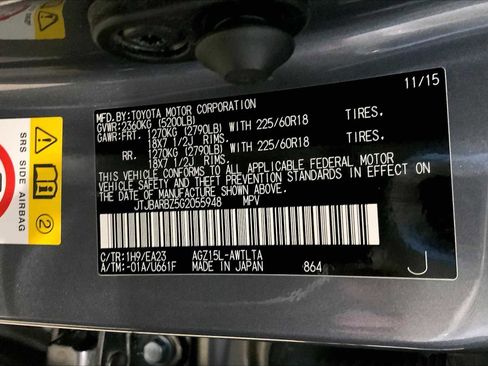 11/15
MFD.BY:TOYOTA MOTOR CORPORATION
GVWR:2360KG (5200LB)
GAWR:FRT. 1270KG (2790LB) WITH 225/60R18 TIRES,
18X7 1/2J RIMS.
RR. 1270KG (2790LB) WITH 225/60R18 TIRES,
18X7 1/2J RIMS.
THIS VEHICLE CONFORMS TO ALL APPLICABLE FEDERAL MOTOR
VEHICLE SAFETY AND THEFT PREVENTION STANDARDS IN EFFECT ON
THE DATE OF MANUFACTURE SHOWN ABOVE.
JTJBARBZ5G2055948 MPV
C/TR:1H9/EA23 AGZ15L-AWTLTA
A/TM:-01A/U661F MADE IN JAPAN 864 J
SRS SIDE AIRBAG
2